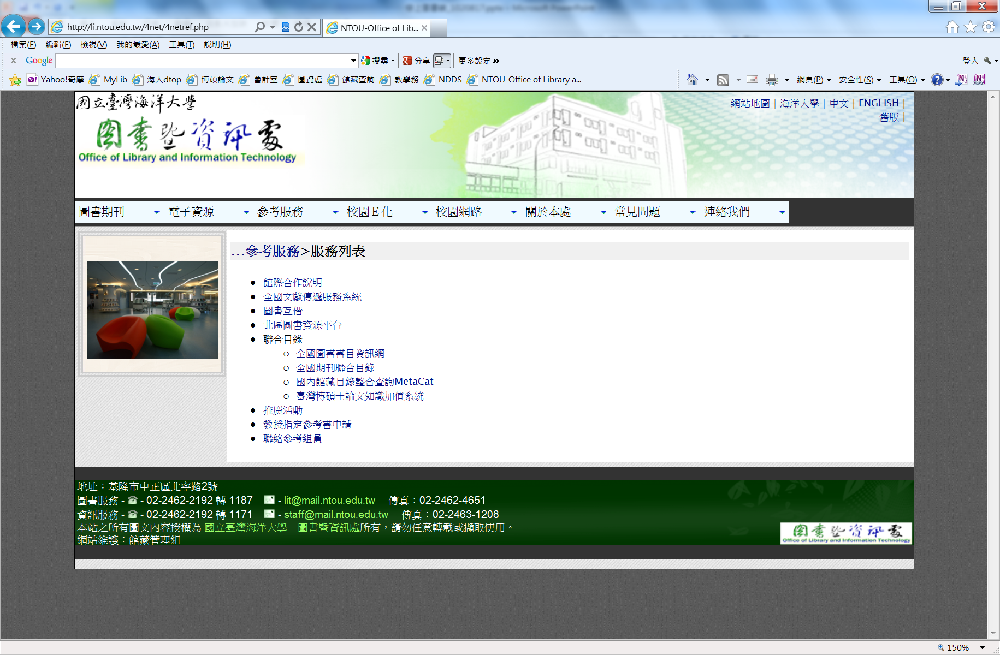 http://li.ntou.edu.tw/4net/4netref.php
NTOU-Office of Lib...
檔案(F) 編輯(E) 檢視(V) 我的最愛(A) 工具(T) 說明(H)
x Google 搜尋 分享 更多設定 » 登入
Yahoo!奇摩 MyLib 海大dtop 博碩論文 會計室 圖資處 館藏查詢 教學務 NDDS NTOU-Office of Library a... 網頁(P) 安全性(S) 工具(O)
國立臺灣海洋大學
圖書暨資訊處
Office of Library and Information Technology
網站地圖 | 海洋大學 | 中文 | ENGLISH |
舊版 |
圖書期刊 電子資源 參考服務 校園Ｅ化 校園網路 關於本處 常見問題 連絡我們
:::參考服務>服務列表
館際合作說明
全國文獻傳遞服務系統
圖書互借
北區圖書資源平台
聯合目錄
全國圖書書目資訊網
全國期刊聯合目錄
國內館藏目錄整合查詢MetaCat
臺灣博碩士論文知識加值系統
推廣活動
教授指定參考書申請
聯絡參考組員
地址：基隆市中正區北寧路2號
圖書服務 - ☎ - 02-2462-2192 轉 1187 - lit@mail.ntou.edu.tw 傳真：02-2462-4651
資訊服務 - ☎ - 02-2462-2192 轉 1171 - staff@mail.ntou.edu.tw 傳真：02-2463-1208
本站之所有圖文內容授權為 國立臺灣海洋大學 圖書暨資訊處所有，請勿任意轉載或擷取使用。
網站維護：館藏管理組
圖書暨資訊處
Office of Library and Information Technology
150%